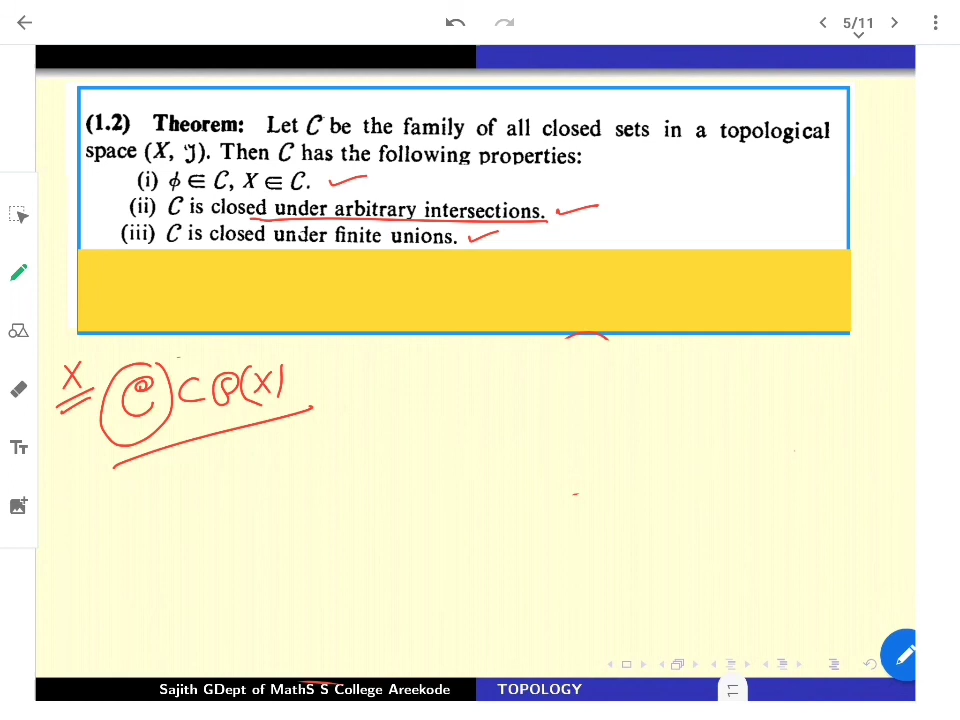 5/11
(1.2) Theorem: Let C be the family of all closed sets in a topological
space (X, ℐ). Then C has the following properties:
(i) ϕ ∈ C, X ∈ C.
(ii) C is closed under arbitrary intersections.
(iii) C is closed under finite unions.
X C ⊂ P(X)
Tт
Sajith GDept of MathS S College Areekode TOPOLOGY
11